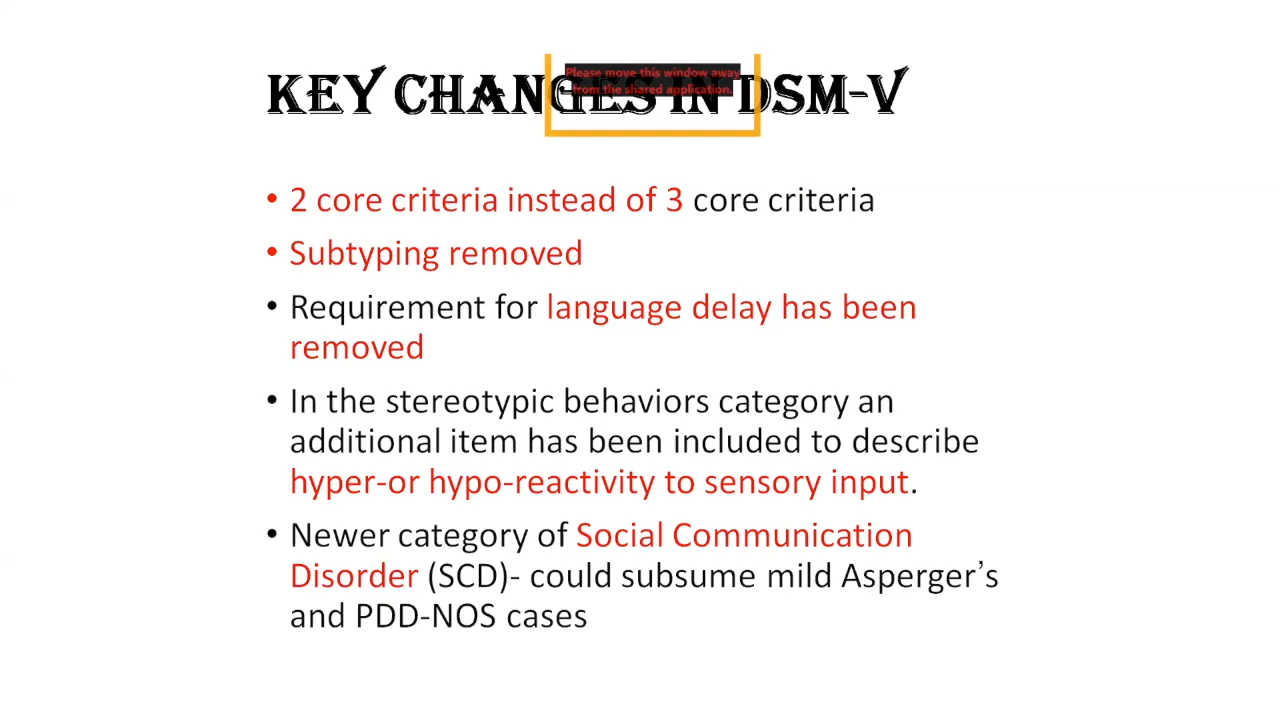 KEY CHANGES IN DSM-V
Please move this window away
from the shared application.
• 2 core criteria instead of 3 core criteria
• Subtyping removed
• Requirement for language delay has been
removed
• In the stereotypic behaviors category an
additional item has been included to describe
hyper-or hypo-reactivity to sensory input.
• Newer category of Social Communication
Disorder (SCD)- could subsume mild Asperger’s
and PDD-NOS cases